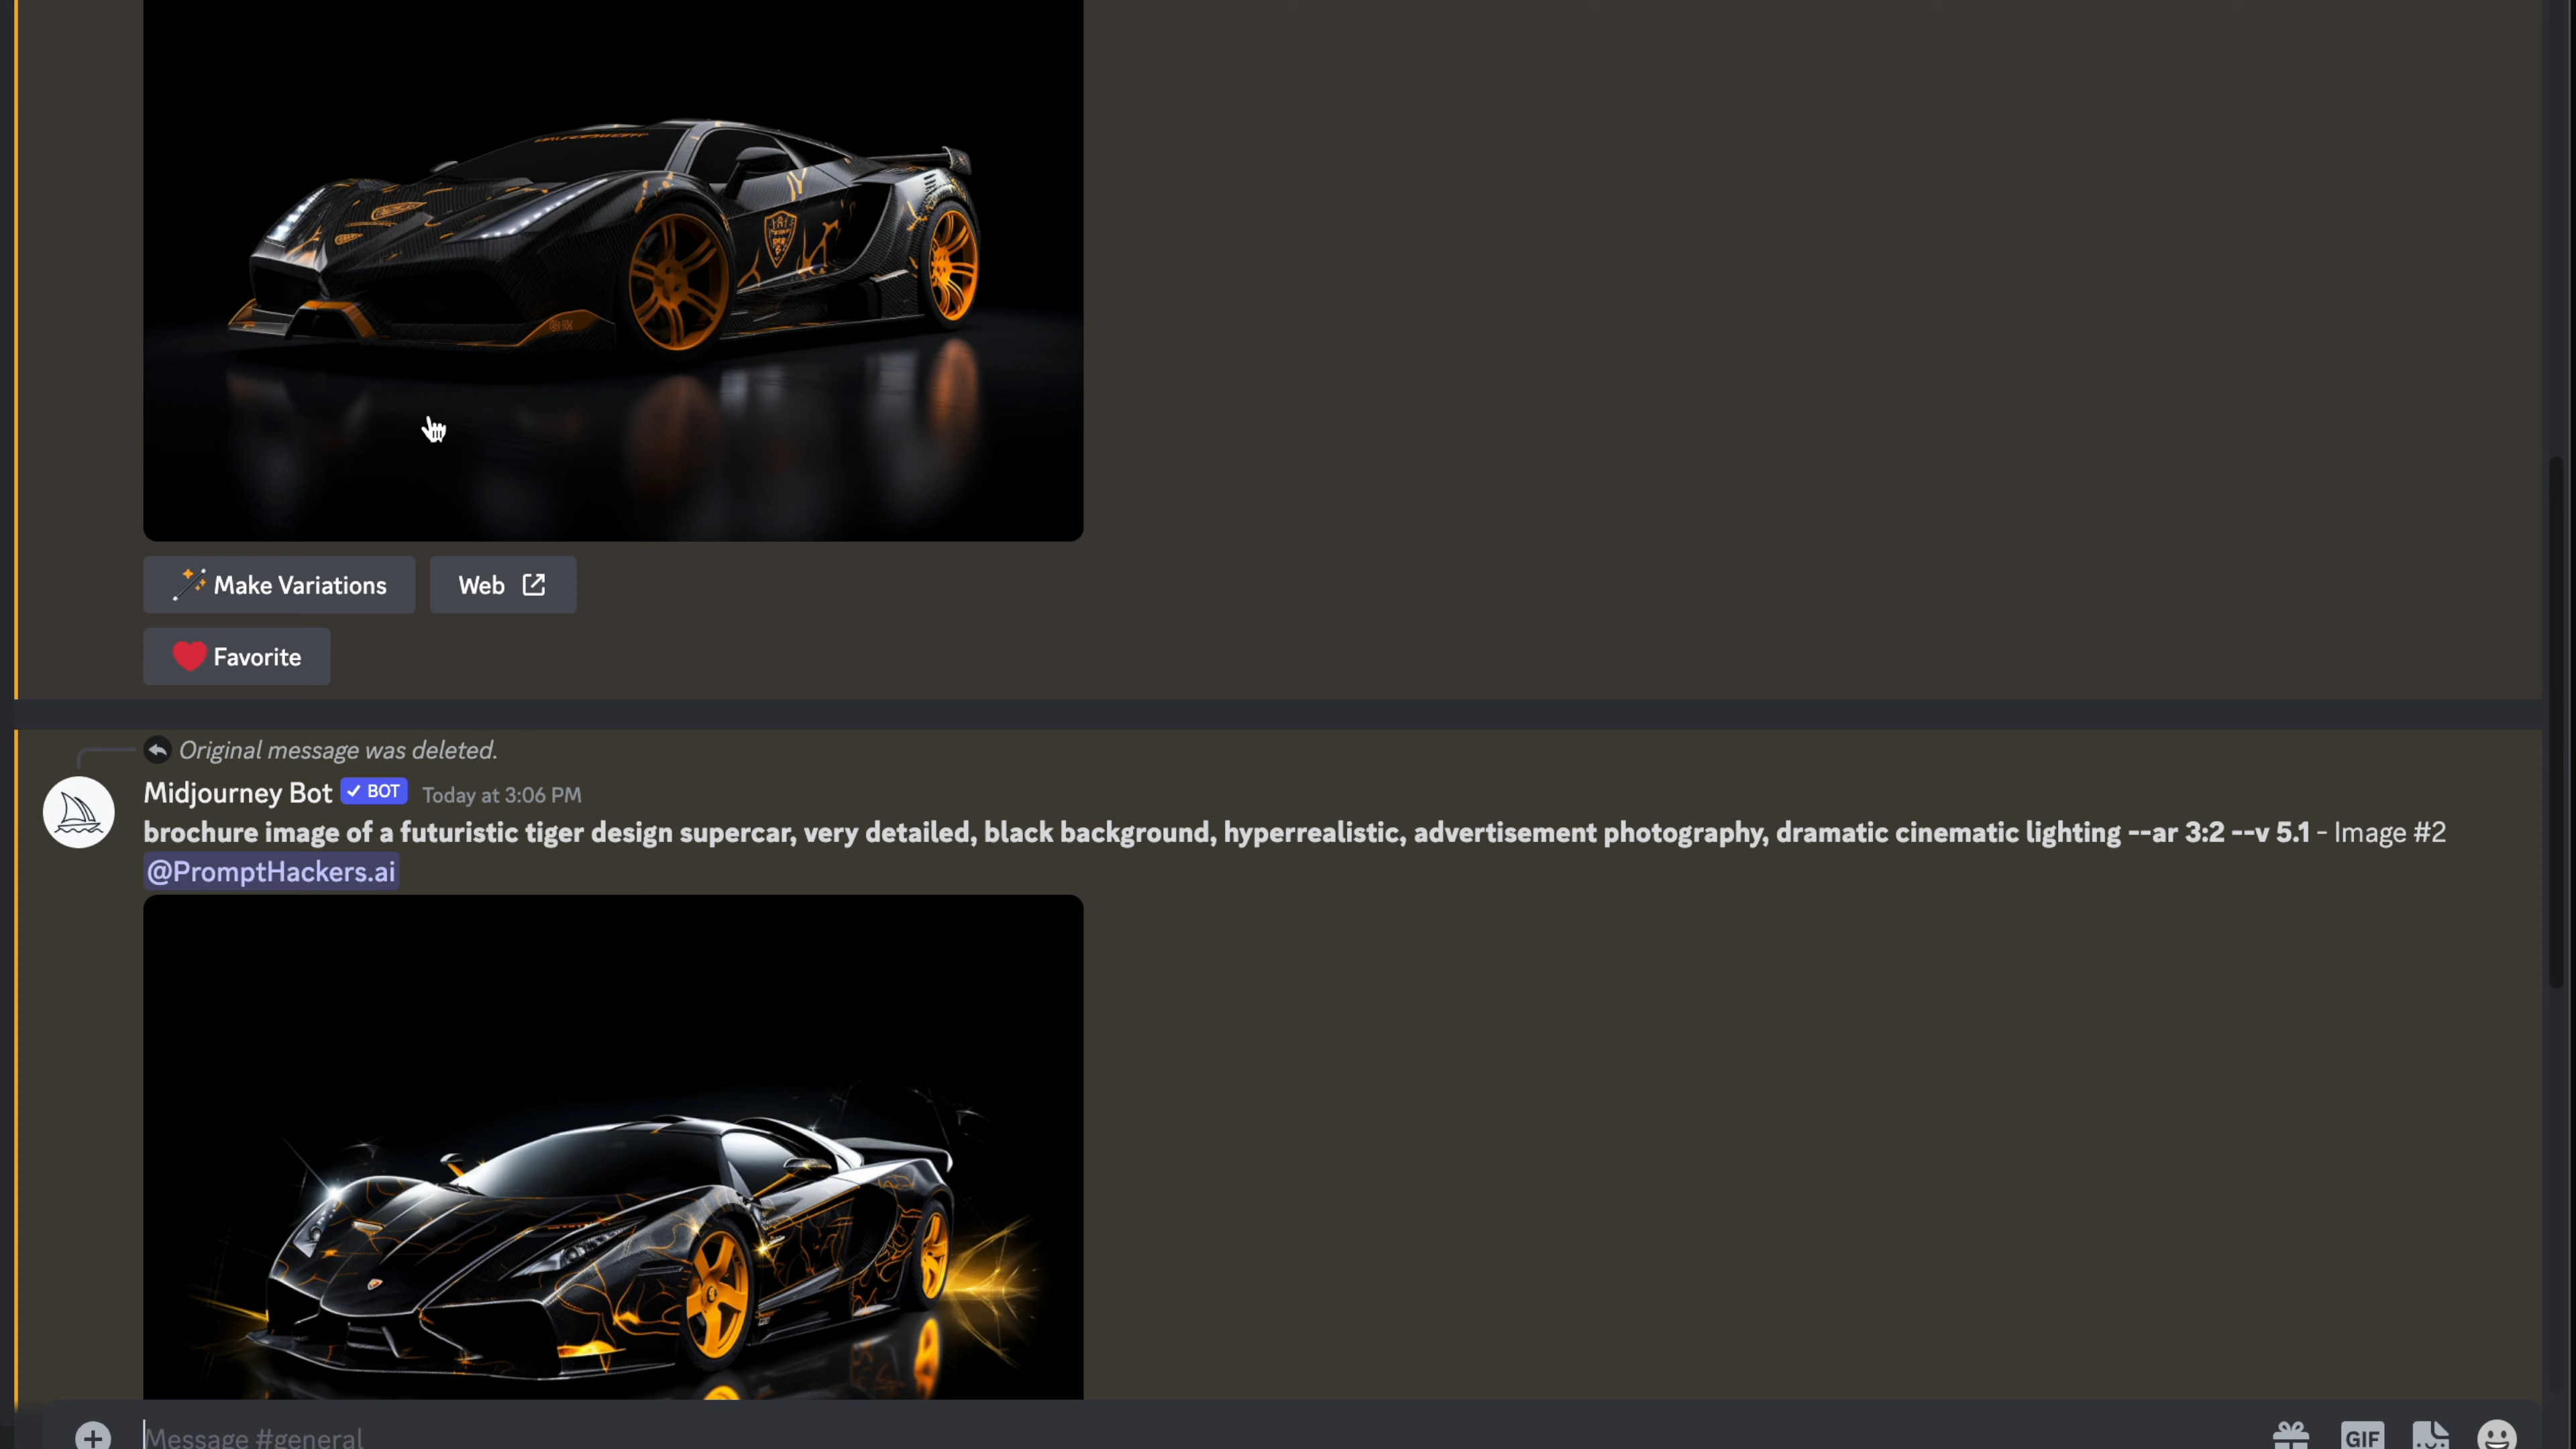 Make Variations
Web
Favorite
Original message was deleted.
Midjourney Bot ✓ BOT Today at 3:06 PM
brochure image of a futuristic tiger design supercar, very detailed, black background, hyperrealistic, advertisement photography, dramatic cinematic lighting --ar 3:2 --v 5.1 - Image #2
@PromptHackers.ai
Message #general
GIF